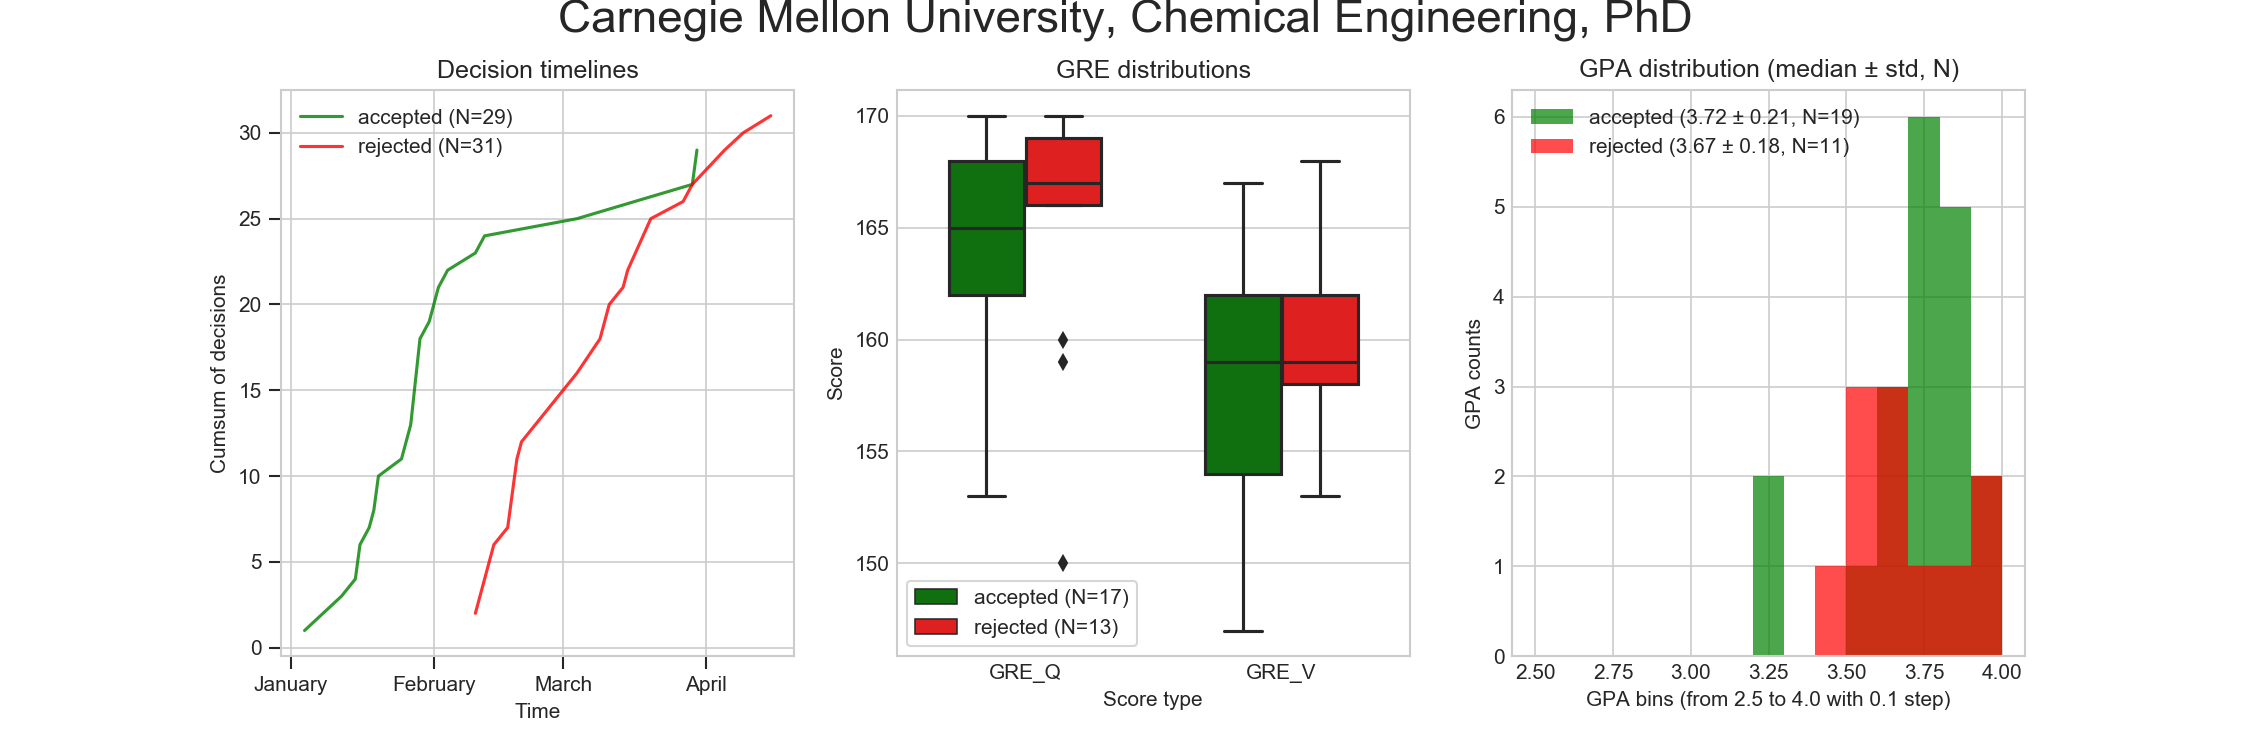 Carnegie Mellon University, Chemical Engineering, PhD
Decision timelines
accepted (N=29)
rejected (N=31)
30
25
20
15
10
5
0
Cumsum of decisions
January February March April
Time
GRE distributions
170
165
160
155
150
Score
accepted (N=17)
rejected (N=13)
GRE_Q GRE_V
Score type
GPA distribution (median ± std, N)
accepted (3.72 ± 0.21, N=19)
rejected (3.67 ± 0.18, N=11)
6
5
4
3
2
1
0
GPA counts
2.50 2.75 3.00 3.25 3.50 3.75 4.00
GPA bins (from 2.5 to 4.0 with 0.1 step)